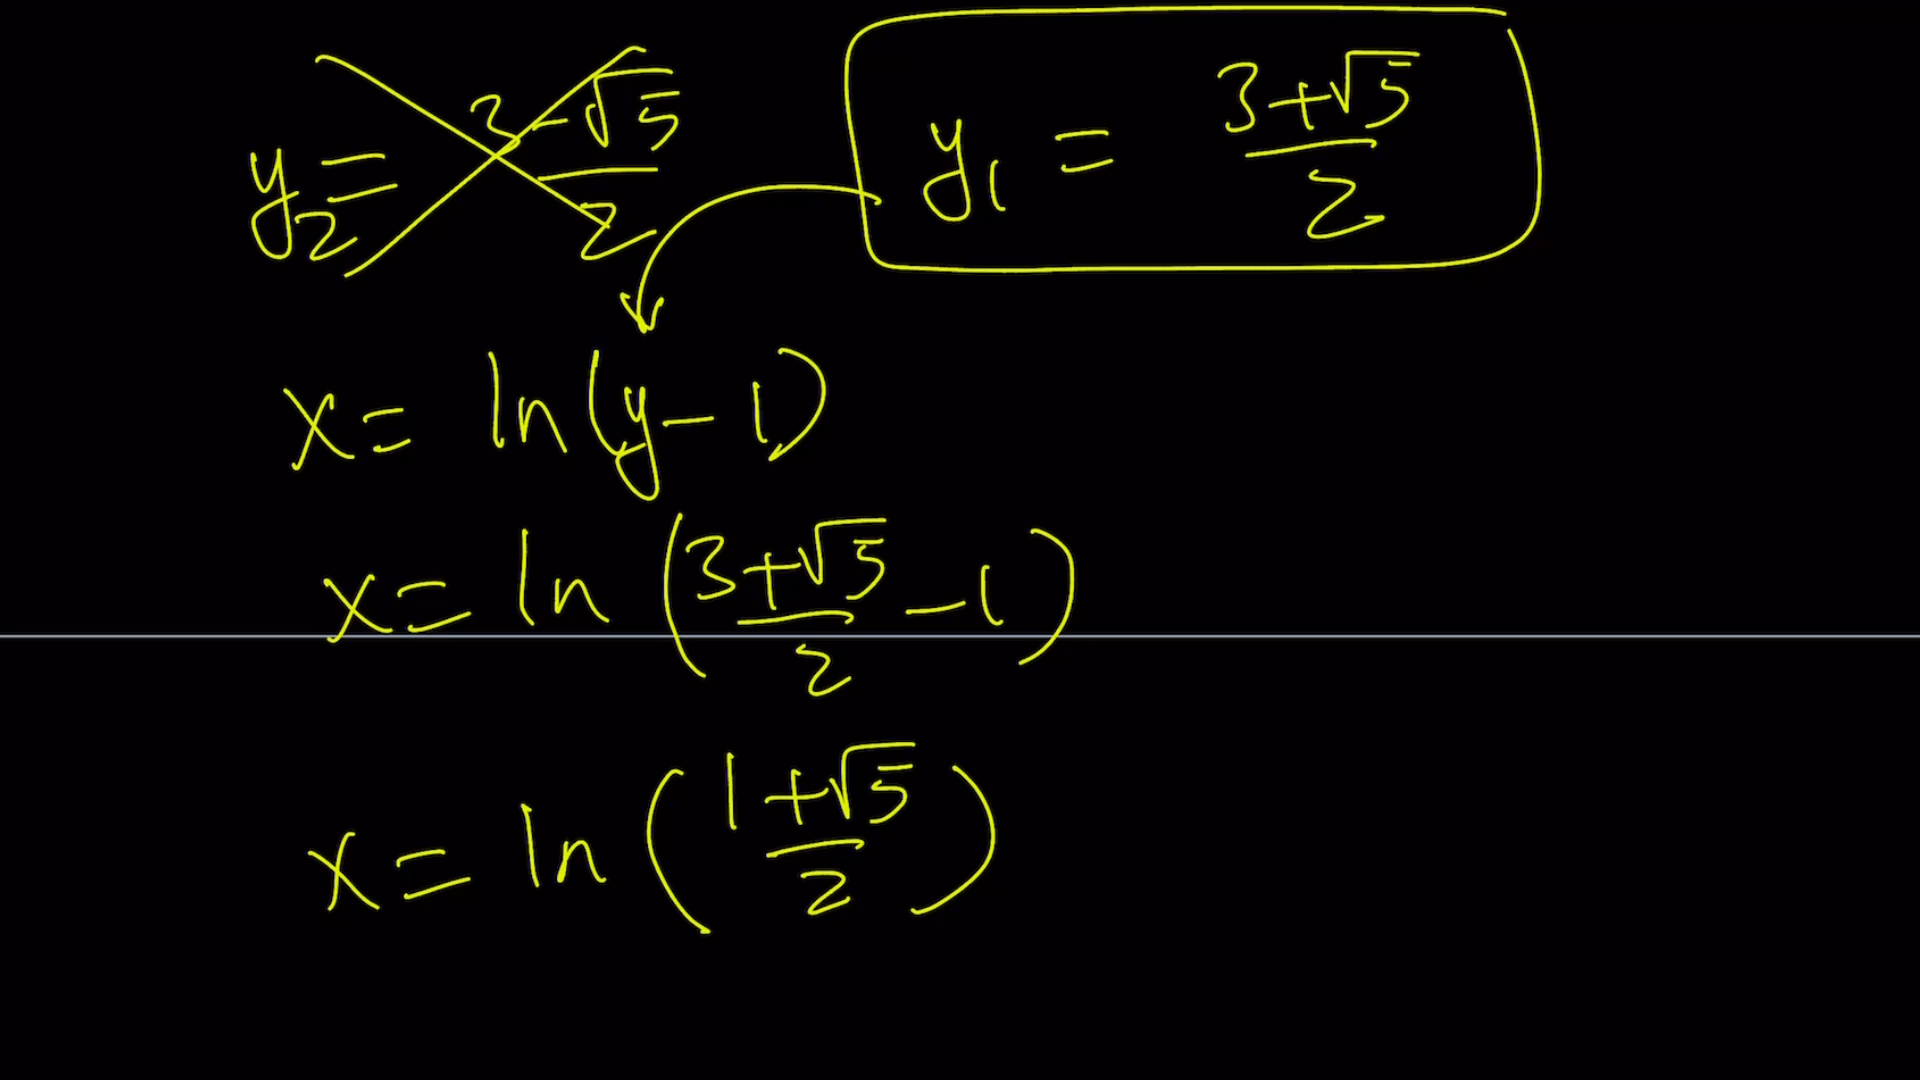 y₂ = (3-√5)/2    y₁ = (3+√5)/2
x = ln(y-1)
x = ln((3+√5)/2 - 1)
x = ln((1+√5)/2)